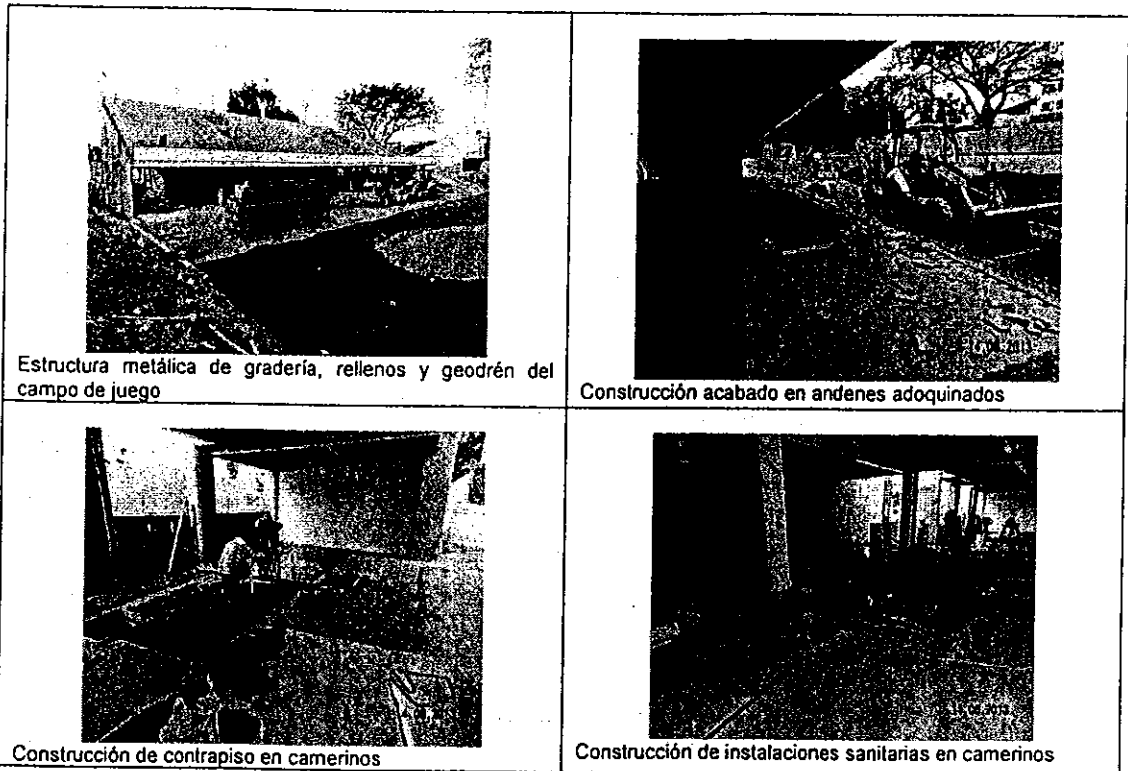 Estructura metálica de gradería, rellenos y geodrén del
campo de juego
Construcción acabado en andenes adoquinados
Construcción de contrapiso en camerinos
Construcción de instalaciones sanitarias en camerinos